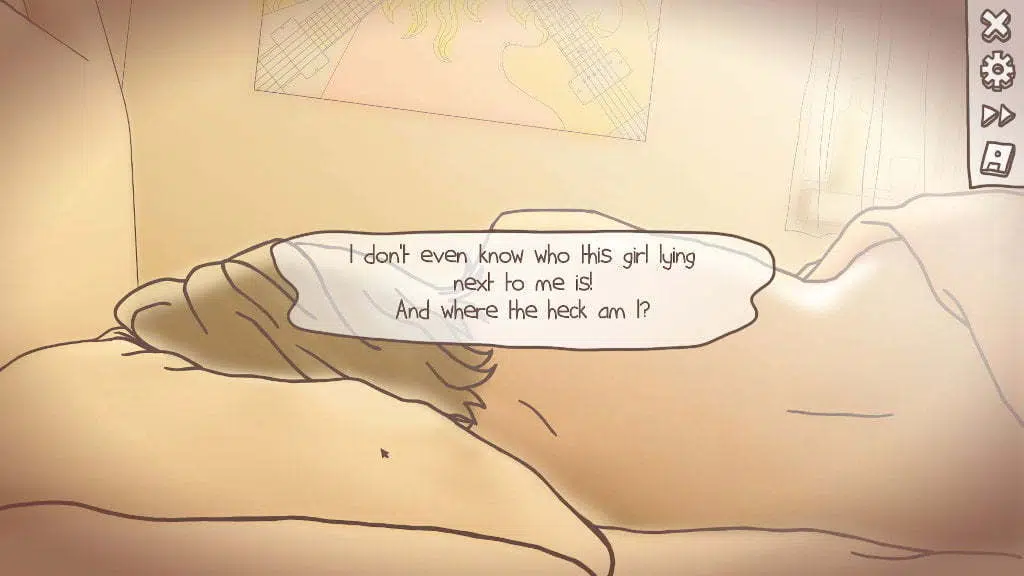 I don't even know who this girl lying
next to me is!
And where the heck am I?